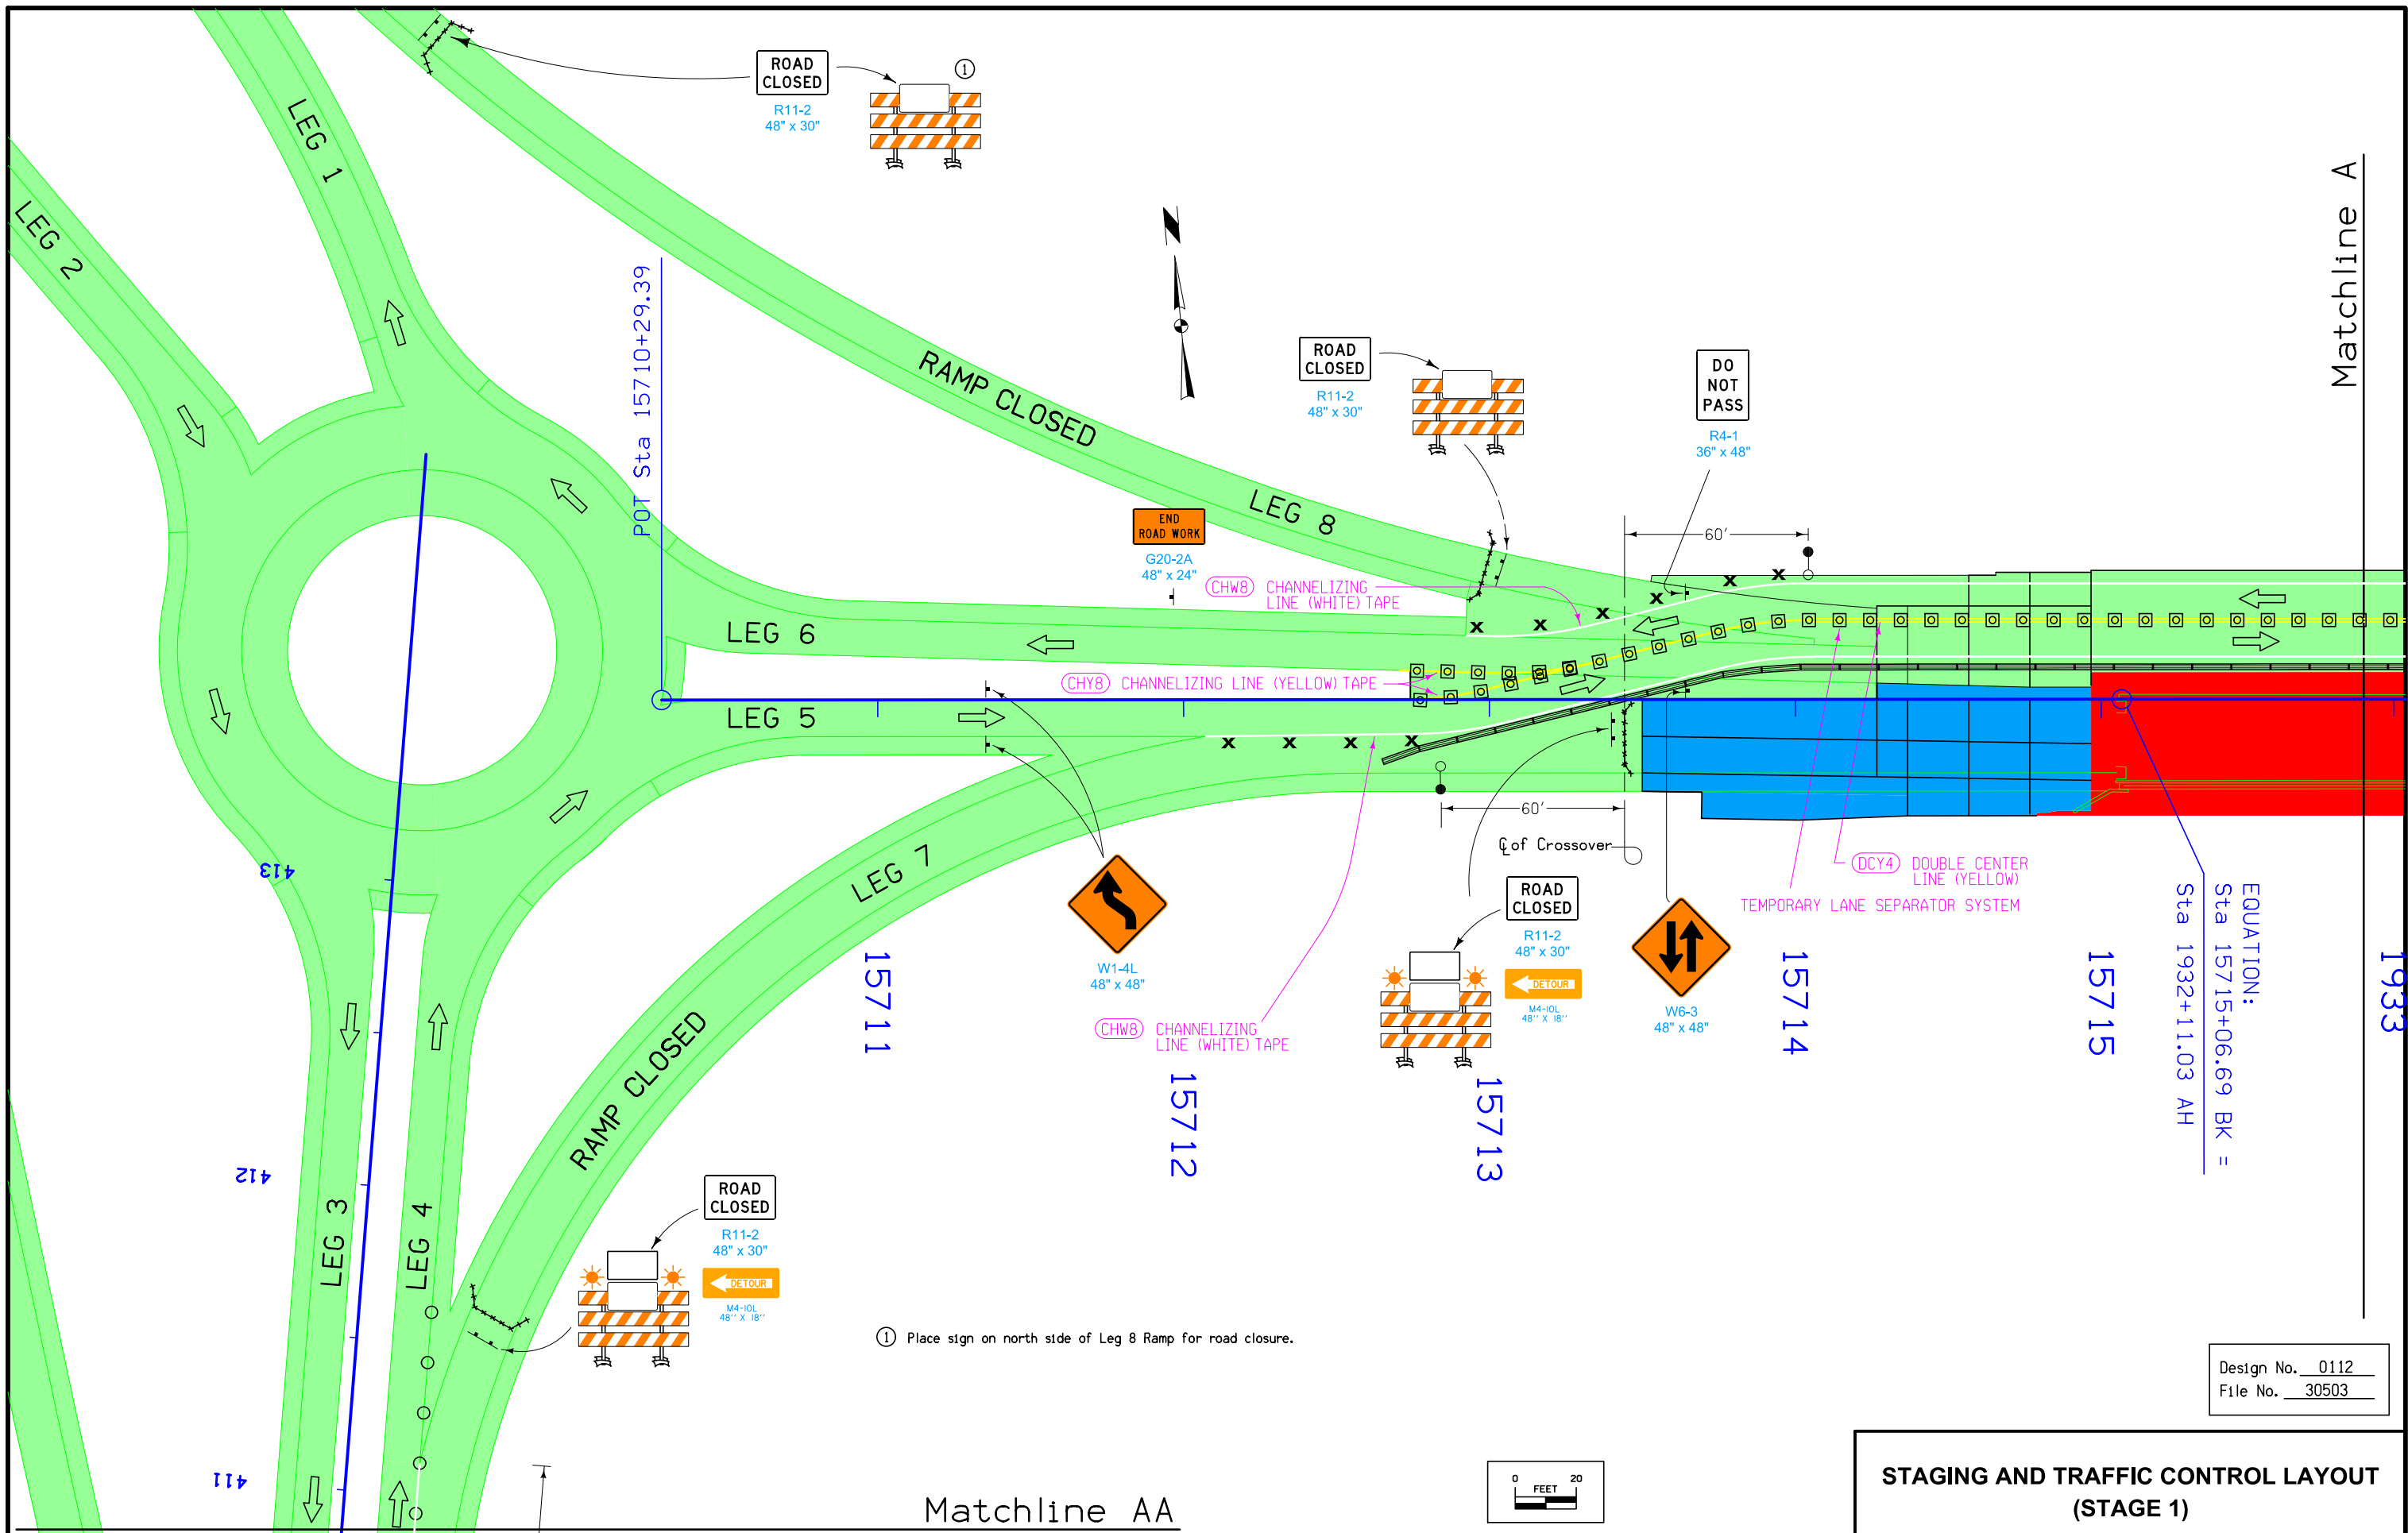 ROAD
CLOSED
R11-2
48" x 30"
1
LEG 1
LEG 2
Matchline A
POT Sta 15710+29.39
RAMP CLOSED
LEG 8
ROAD
CLOSED
R11-2
48" x 30"
DO
NOT
PASS
R4-1
36" x 48"
END
ROAD WORK
G20-2A
48" x 24"
CHW8 CHANNELIZING
LINE (WHITE) TAPE
60'
LEG 6
CHY8 CHANNELIZING LINE (YELLOW) TAPE
LEG 5
X X X X X X
X X X X
60'
℄ of Crossover
DCY4 DOUBLE CENTER
LINE (YELLOW)
TEMPORARY LANE SEPARATOR SYSTEM
LEG 7
RAMP CLOSED
W1-4L
48" x 48"
CHW8 CHANNELIZING
LINE (WHITE) TAPE
ROAD
CLOSED
R11-2
48" x 30"
DETOUR
M4-10L
48'' X 18''
W6-3
48" x 48"
EQUATION:
Sta 15715+06.69 BK =
Sta 1932+11.03 AH
15711
15712
15713
15714
15715
1933
413
412
411
LEG 3
LEG 4
ROAD
CLOSED
R11-2
48" x 30"
DETOUR
M4-10L
48'' X 18''
1 Place sign on north side of Leg 8 Ramp for road closure.
Matchline AA
0 20
FEET
Design No. 0112
File No. 30503
STAGING AND TRAFFIC CONTROL LAYOUT
(STAGE 1)